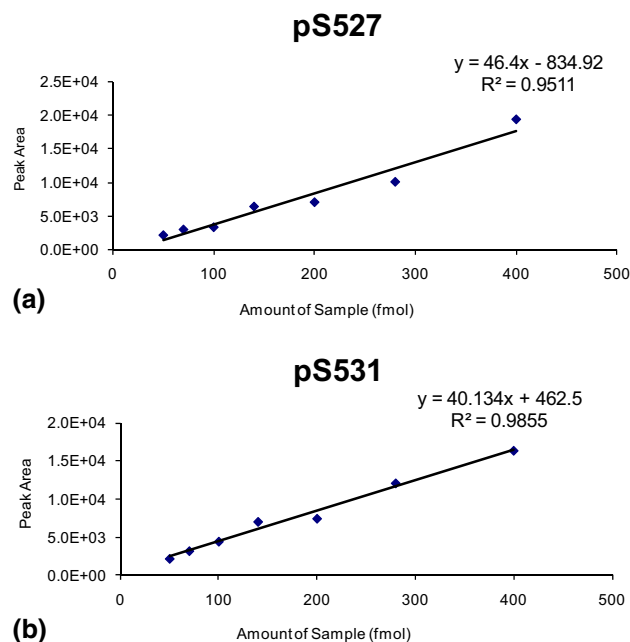 pS527
y = 46.4x - 834.92
R² = 0.9511
2.5E+04
2.0E+04
1.5E+04
1.0E+04
5.0E+03
0.0E+00
Peak Area
0 100 200 300 400 500
Amount of Sample (fmol)
(a)
pS531
y = 40.134x + 462.5
R² = 0.9855
2.0E+04
1.5E+04
1.0E+04
5.0E+03
0.0E+00
Peak Area
0 100 200 300 400 500
Amount of Sample (fmol)
(b)